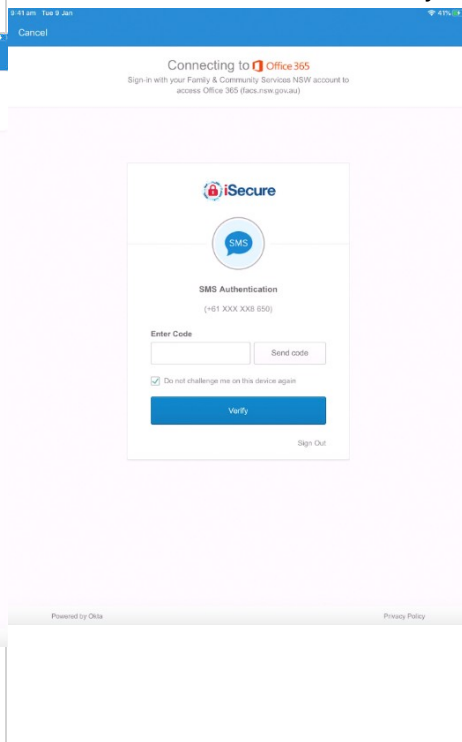 9:41 am Tue 9 Jan
41%
Cancel
Connecting to Office 365
Sign-in with your Family & Community Services NSW account to
access Office 365 (facs.nsw.gov.au)
iSecure
SMS
SMS Authentication
(+61 XXX XX8 650)
Enter Code
Send code
Do not challenge me on this device again
Verify
Sign Out
Powered by Okta
Privacy Policy